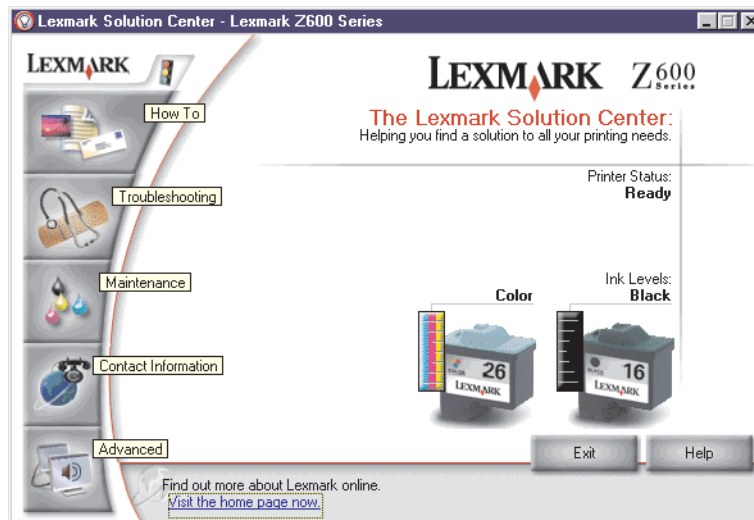 Lexmark Solution Center - Lexmark Z600 Series
LEXMARK
How To
Troubleshooting
Maintenance
Contact Information
Advanced
LEXMARK Z600 Series
The Lexmark Solution Center:
Helping you find a solution to all your printing needs.
Printer Status:
Ready
Ink Levels:
Color
Black
COLOR 26
LEXMARK
BLACK 16
LEXMARK
Exit
Help
Find out more about Lexmark online.
Visit the home page now.